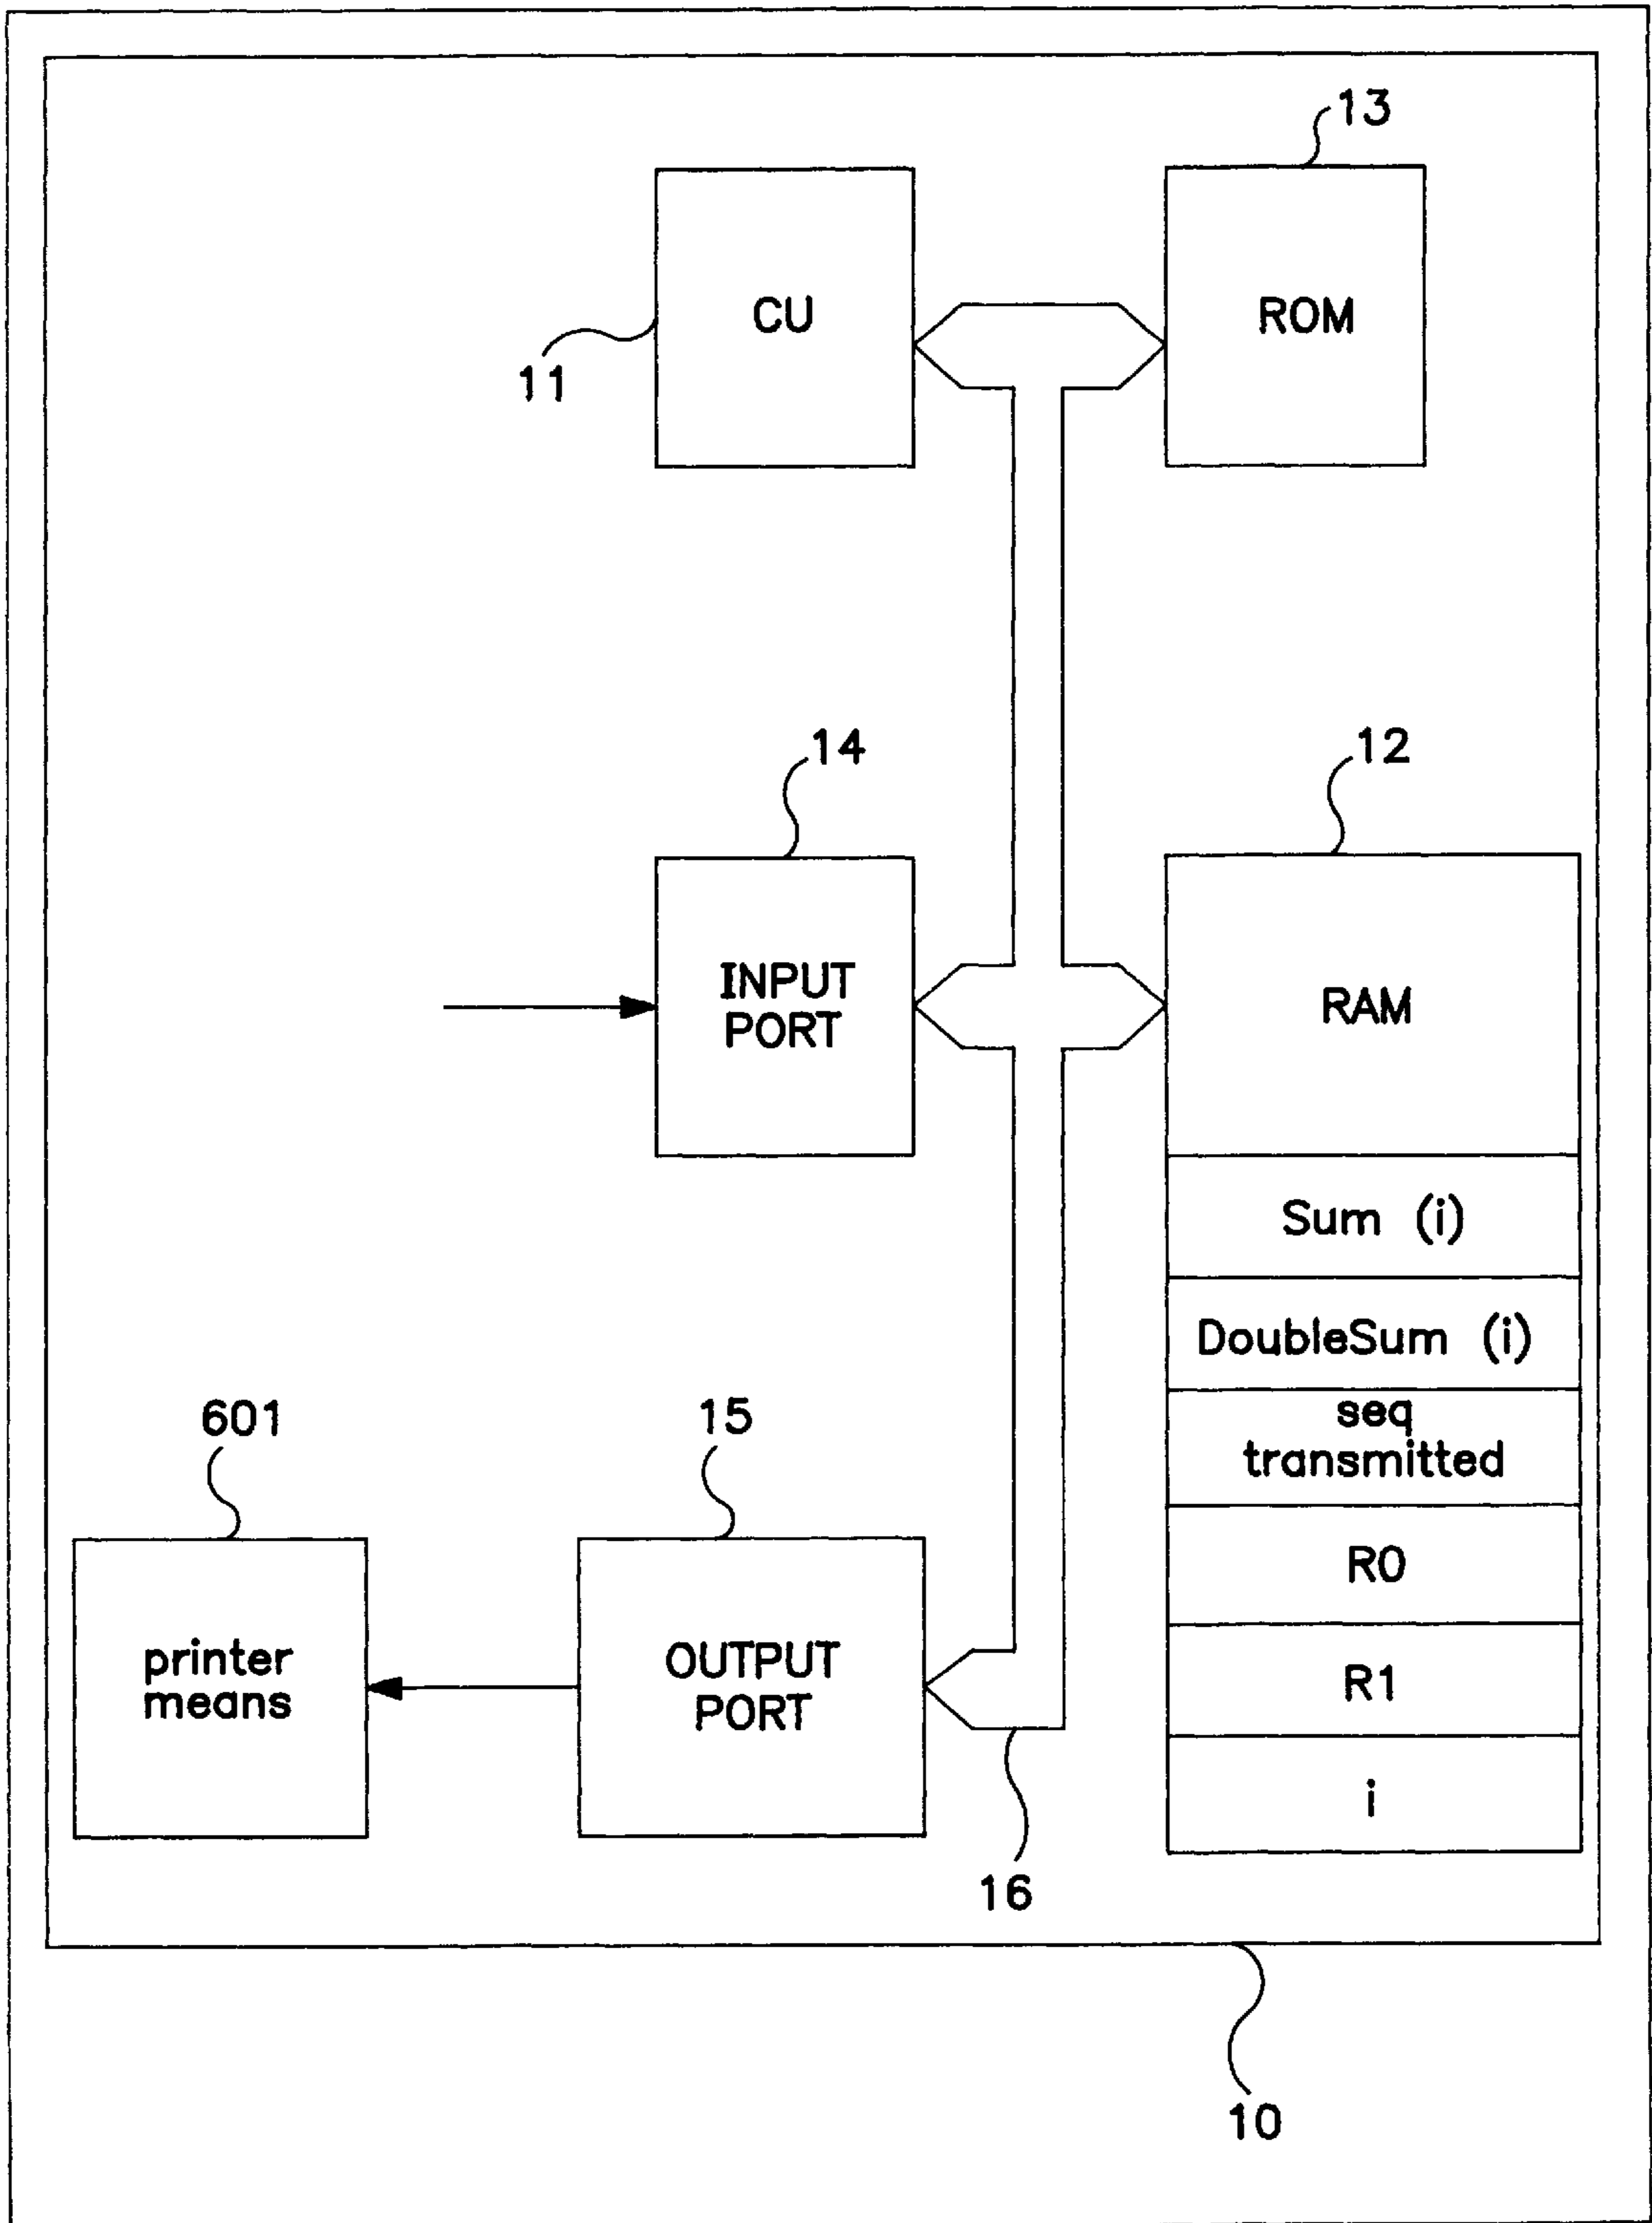 13
CU
ROM
11
14
12
INPUT
PORT
RAM
Sum (i)
DoubleSum (i)
seq
transmitted
601
15
R0
printer
means
OUTPUT
PORT
R1
i
16
10